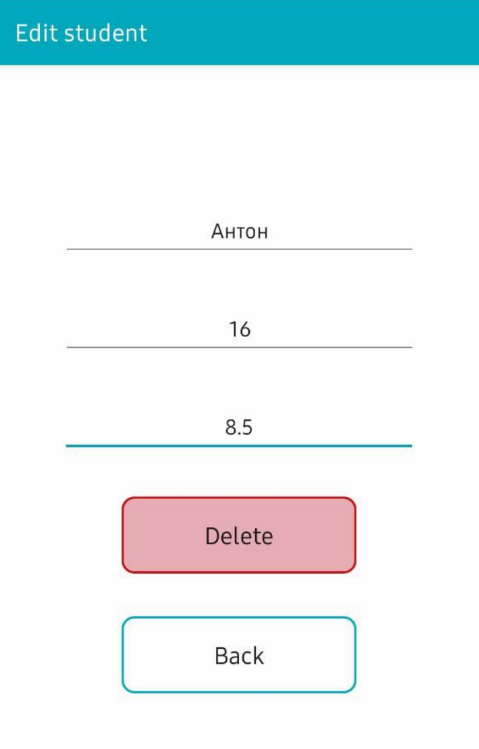 Edit student
Антон
16
8.5
Delete
Back